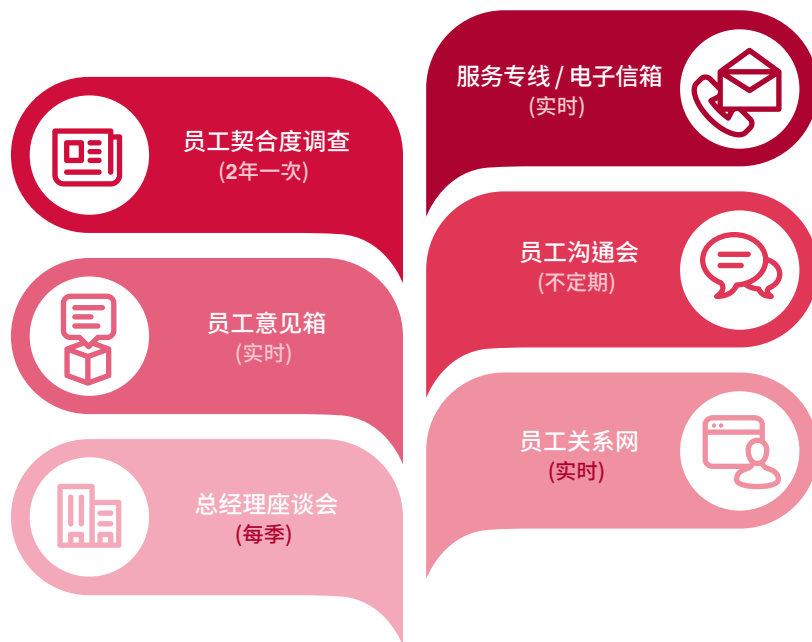 员工契合度调查
(2年一次)
员工意见箱
(实时)
总经理座谈会
(每季)
服务专线 / 电子信箱
(实时)
员工沟通会
(不定期)
员工关系网
(实时)